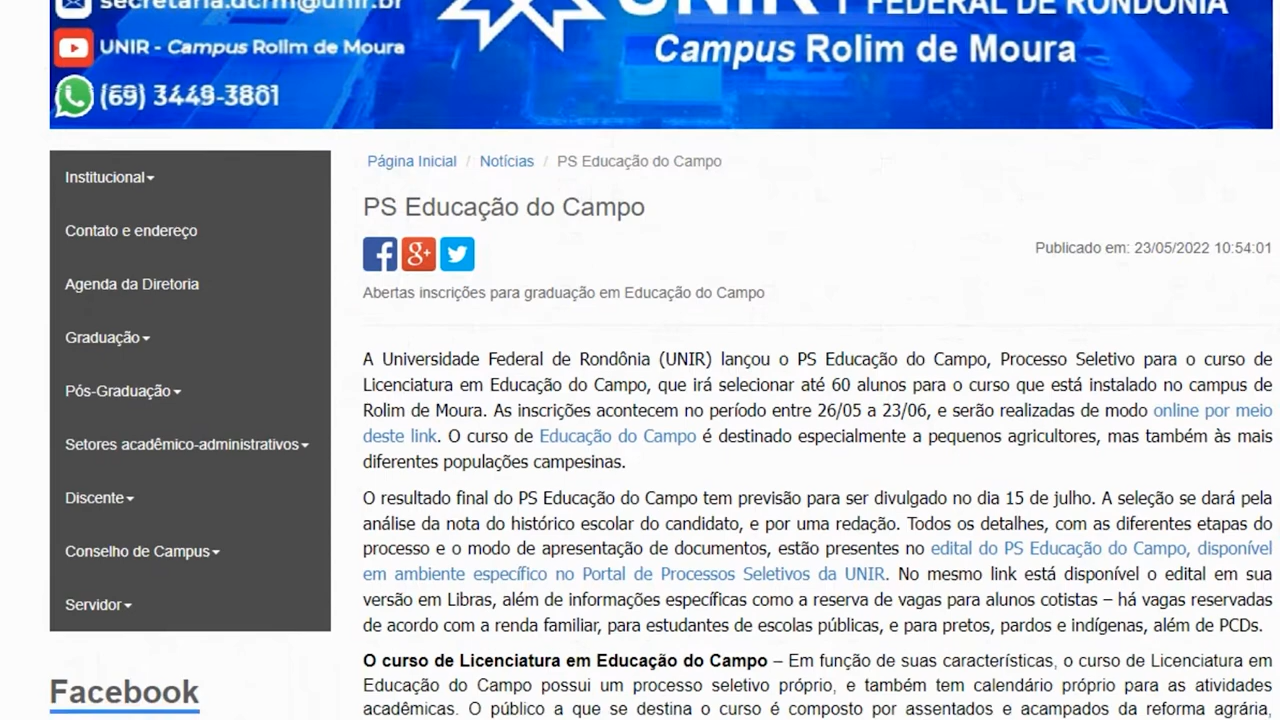 secretaria.dcrm@unir.br
UNIR | FEDERAL DE RONDÔNIA
UNIR - Campus Rolim de Moura
Campus Rolim de Moura
(69) 3449-3801
Institucional
Contato e endereço
Agenda da Diretoria
Graduação
Pós-Graduação
Setores acadêmico-administrativos
Discente
Conselho de Campus
Servidor
Facebook
Página Inicial / Notícias / PS Educação do Campo
PS Educação do Campo
Publicado em: 23/05/2022 10:54:01
Abertas inscrições para graduação em Educação do Campo
A Universidade Federal de Rondônia (UNIR) lançou o PS Educação do Campo, Processo Seletivo para o curso de
Licenciatura em Educação do Campo, que irá selecionar até 60 alunos para o curso que está instalado no campus de
Rolim de Moura. As inscrições acontecem no período entre 26/05 a 23/06, e serão realizadas de modo online por meio
deste link. O curso de Educação do Campo é destinado especialmente a pequenos agricultores, mas também às mais
diferentes populações campesinas.
O resultado final do PS Educação do Campo tem previsão para ser divulgado no dia 15 de julho. A seleção se dará pela
análise da nota do histórico escolar do candidato, e por uma redação. Todos os detalhes, com as diferentes etapas do
processo e o modo de apresentação de documentos, estão presentes no edital do PS Educação do Campo, disponível
em ambiente específico no Portal de Processos Seletivos da UNIR. No mesmo link está disponível o edital em sua
versão em Libras, além de informações específicas como a reserva de vagas para alunos cotistas – há vagas reservadas
de acordo com a renda familiar, para estudantes de escolas públicas, e para pretos, pardos e indígenas, além de PCDs.
O curso de Licenciatura em Educação do Campo – Em função de suas características, o curso de Licenciatura em
Educação do Campo possui um processo seletivo próprio, e também tem calendário próprio para as atividades
acadêmicas. O público a que se destina o curso é composto por assentados e acampados da reforma agrária,